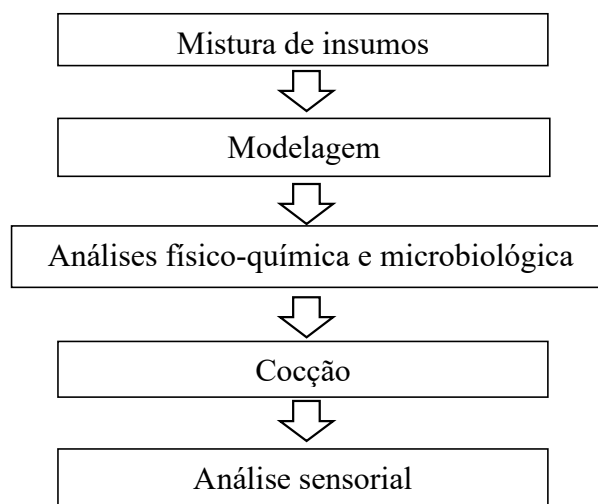 Mistura de insumos
Modelagem
Análises físico-química e microbiológica
Cocção
Análise sensorial